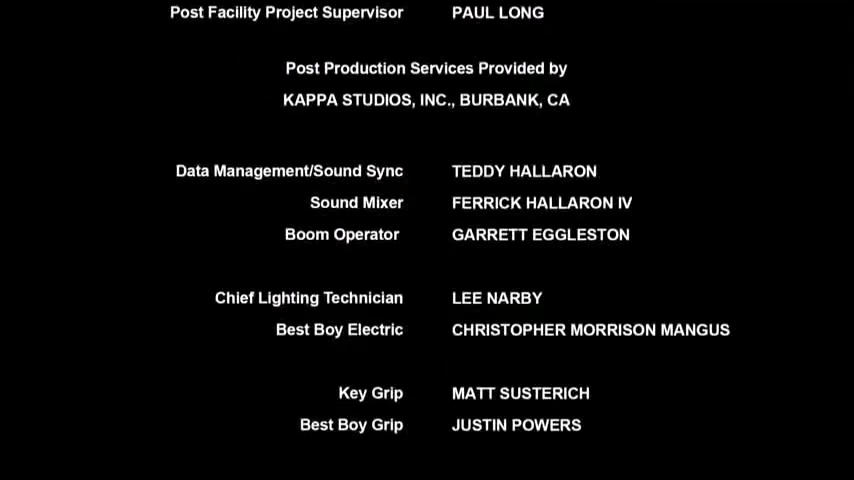 Post Facility Project Supervisor PAUL LONG
Post Production Services Provided by
KAPPA STUDIOS, INC., BURBANK, CA
Data Management/Sound Sync TEDDY HALLARON
Sound Mixer FERRICK HALLARON IV
Boom Operator GARRETT EGGLESTON
Chief Lighting Technician LEE NARBY
Best Boy Electric CHRISTOPHER MORRISON MANGUS
Key Grip MATT SUSTERICH
Best Boy Grip JUSTIN POWERS